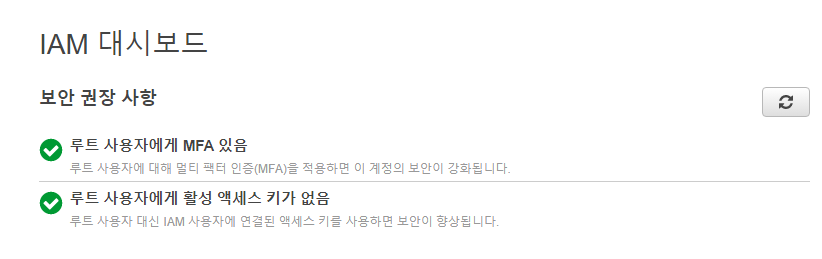 IAM 대시보드
보안 권장 사항
루트 사용자에게 MFA 있음
루트 사용자에 대해 멀티 팩터 인증(MFA)을 적용하면 이 계정의 보안이 강화됩니다.
루트 사용자에게 활성 액세스 키가 없음
루트 사용자 대신 IAM 사용자에 연결된 액세스 키를 사용하면 보안이 향상됩니다.